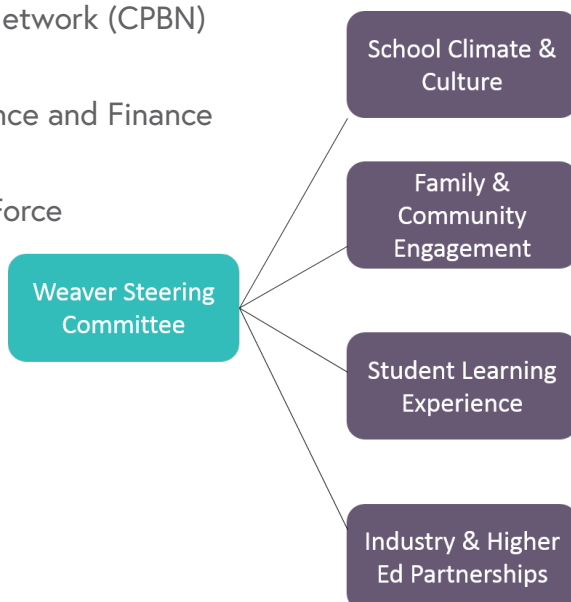 etwork (CPBN)
nce and Finance
Force
Weaver Steering
Committee
School Climate &
Culture
Family &
Community
Engagement
Student Learning
Experience
Industry & Higher
Ed Partnerships